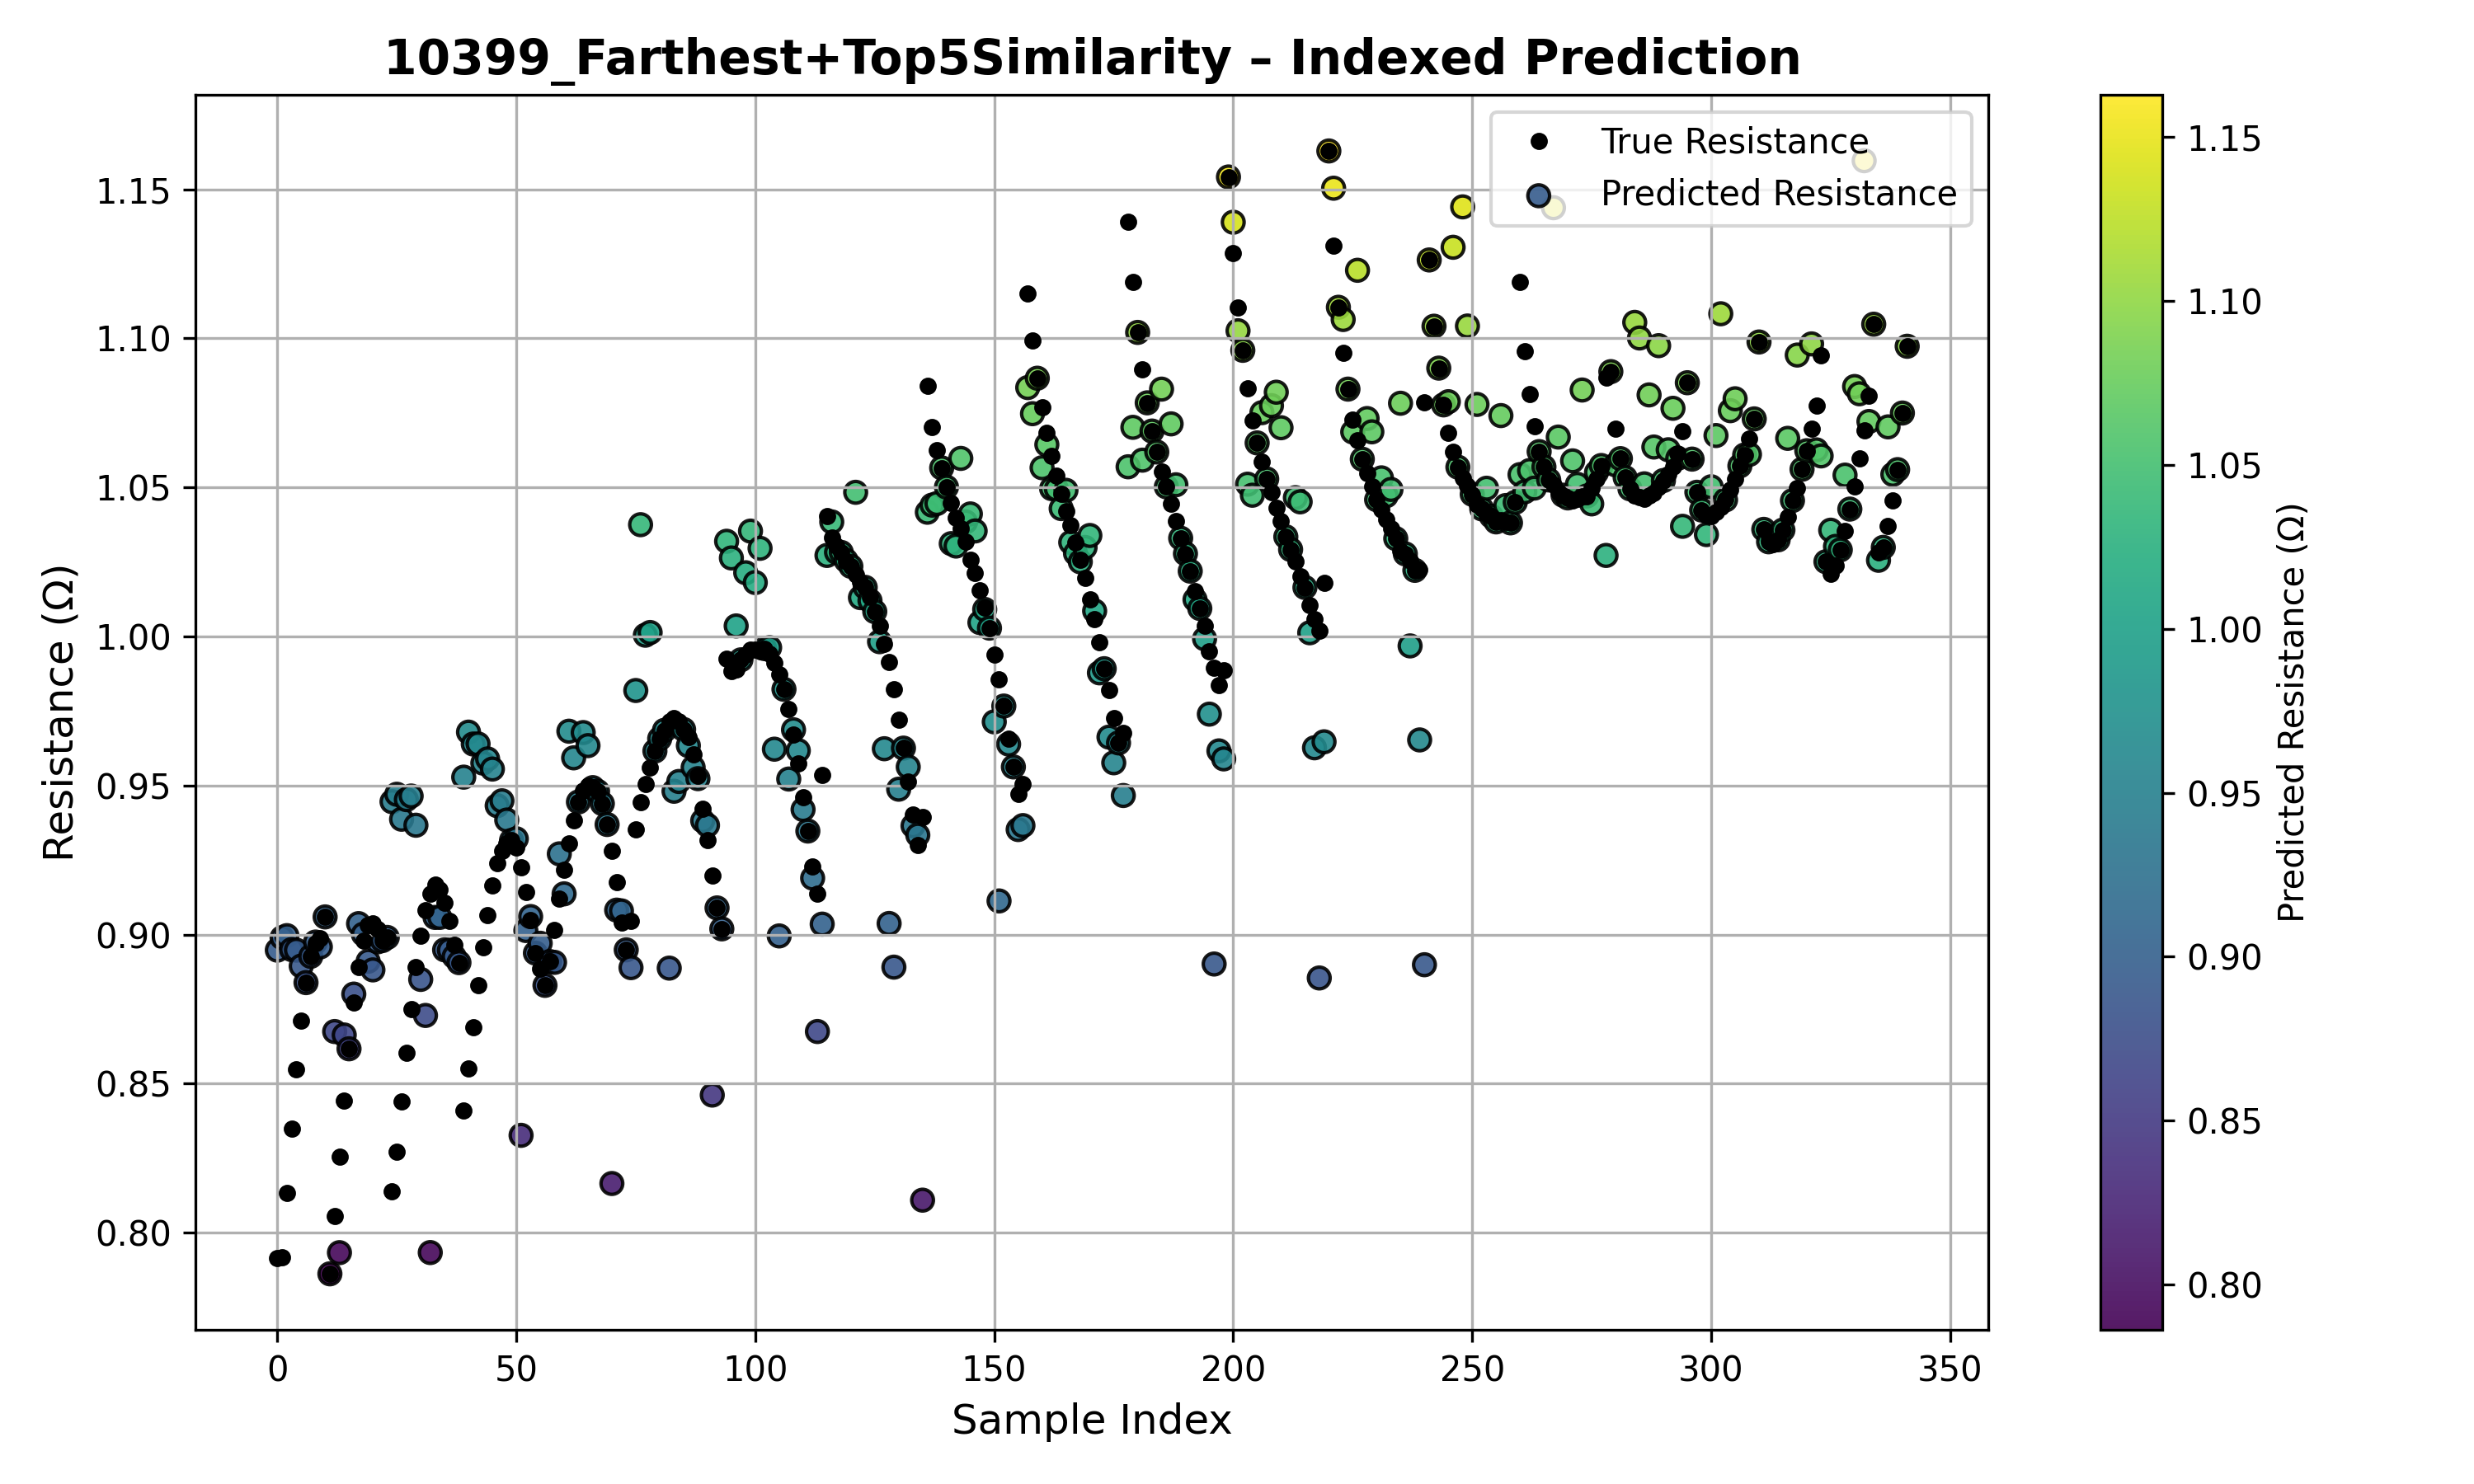 10399_Farthest+Top5Similarity – Indexed Prediction
True Resistance
Predicted Resistance
Resistance (Ω)
1.15
1.10
1.05
1.00
0.95
0.90
0.85
0.80
0 50 100 150 200 250 300 350
Sample Index
1.15
1.10
1.05
1.00
0.95
0.90
0.85
0.80
Predicted Resistance (Ω)